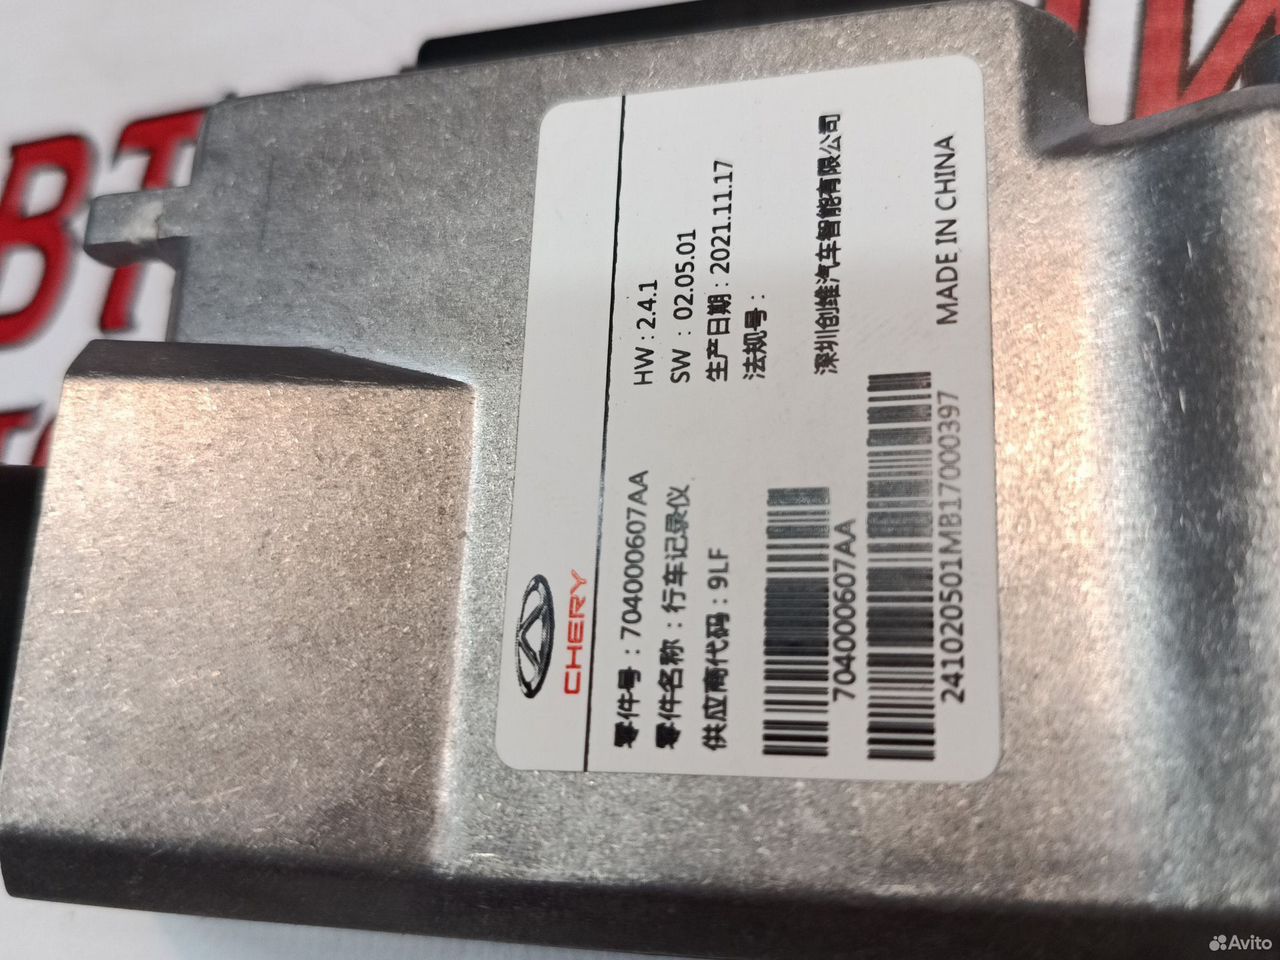 CHERY
零件号：704000607AA
零件名称：行车记录仪
供应商代码：9LF
HW：2.4.1
SW：02.05.01
生产日期：2021.11.17
法规号：
704000607AA
深圳创维汽车智能有限公司
241020501MB17000397
MADE IN CHINA
Avito